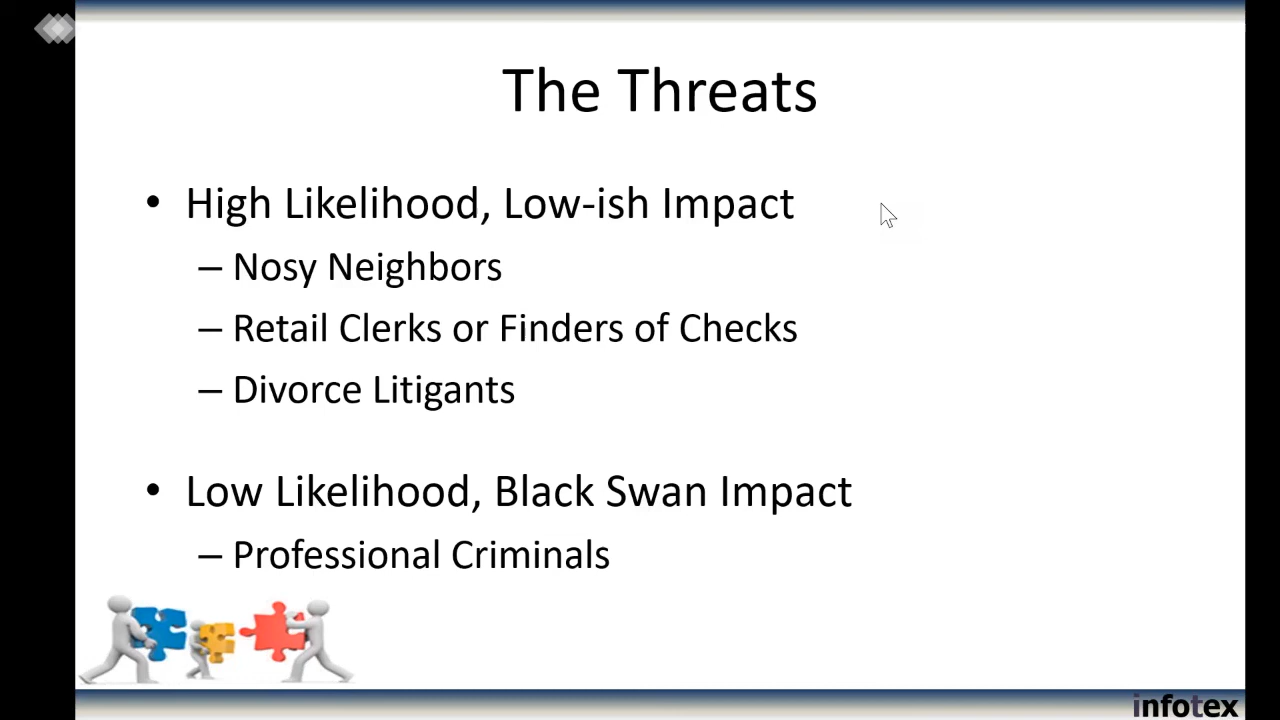 The Threats
• High Likelihood, Low-ish Impact
– Nosy Neighbors
– Retail Clerks or Finders of Checks
– Divorce Litigants
• Low Likelihood, Black Swan Impact
– Professional Criminals
infotex